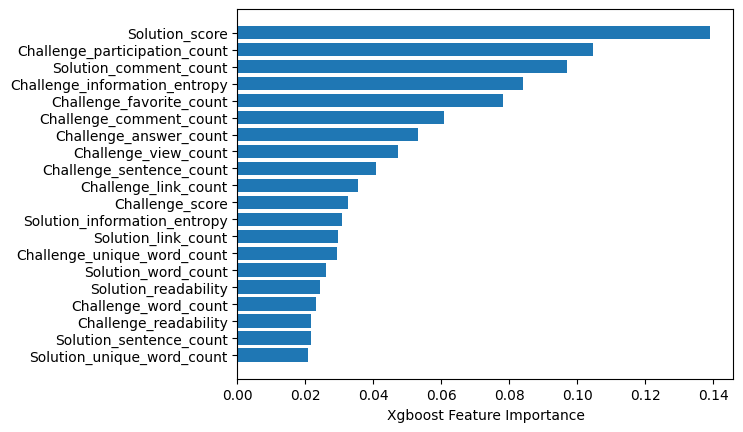 Solution_score
Challenge_participation_count
Solution_comment_count
Challenge_information_entropy
Challenge_favorite_count
Challenge_comment_count
Challenge_answer_count
Challenge_view_count
Challenge_sentence_count
Challenge_link_count
Challenge_score
Solution_information_entropy
Solution_link_count
Challenge_unique_word_count
Solution_word_count
Solution_readability
Challenge_word_count
Challenge_readability
Solution_sentence_count
Solution_unique_word_count
0.00 0.02 0.04 0.06 0.08 0.10 0.12 0.14
Xgboost Feature Importance